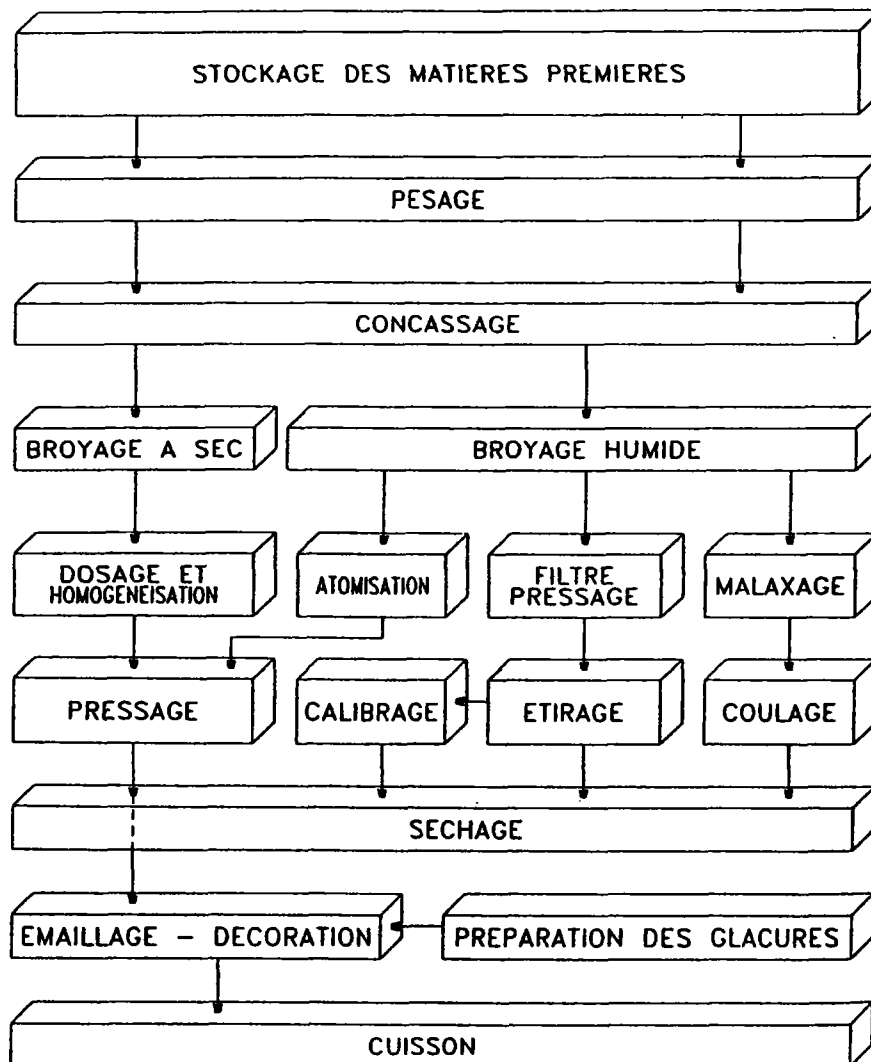 STOCKAGE DES MATIERES PREMIERES
PESAGE
CONCASSAGE
BROYAGE A SEC
BROYAGE HUMIDE
DOSAGE ET
HOMOGENEISATION
ATOMISATION
FILTRE
PRESSAGE
MALAXAGE
PRESSAGE
CALIBRAGE
ETIRAGE
COULAGE
SECHAGE
EMAILLAGE – DECORATION
PREPARATION DES GLACURES
CUISSON